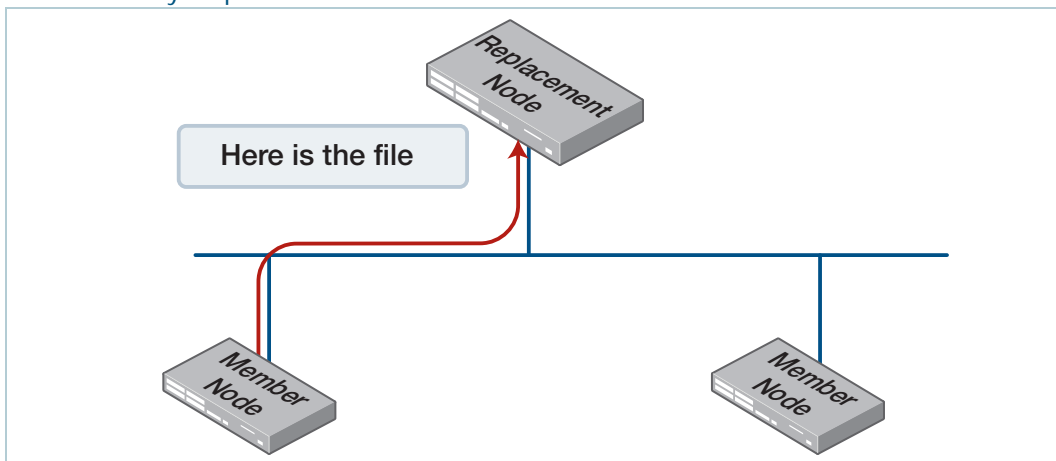 Replacement
Node
Here is the file
Member
Node
Member
Node